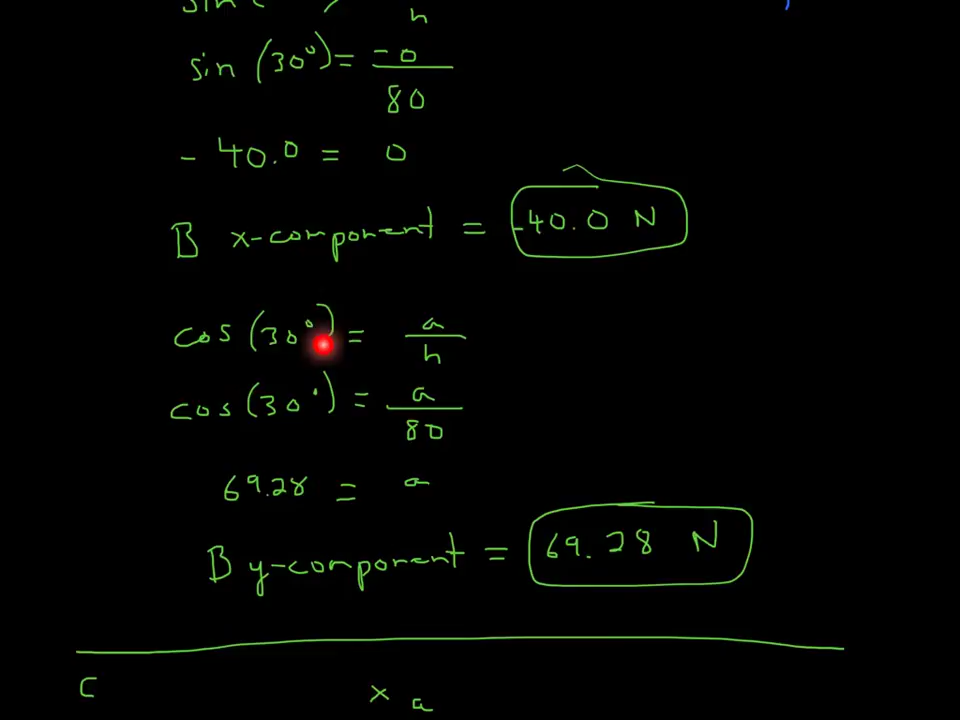 h
sin (30°) = -o
80
- 40.0 = o
B x-component = -40.0 N
cos (30°) = a
h
cos (30°) = a
80
69.28 = a
B y-component = 69.28 N
C x a